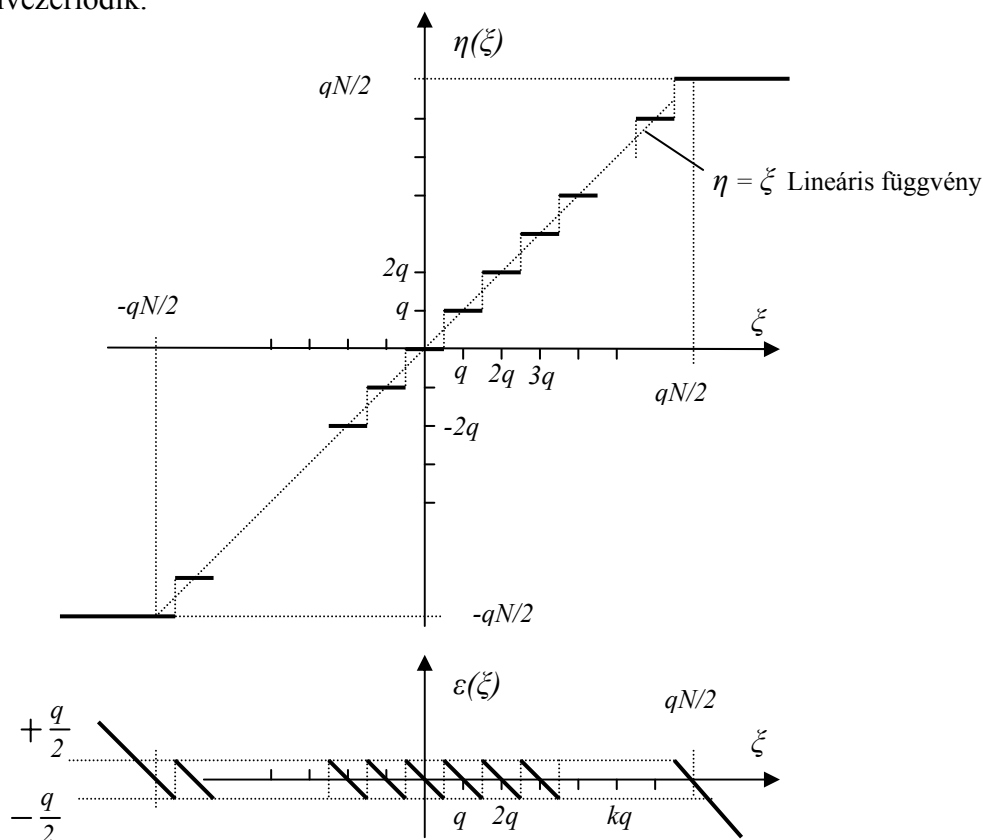 η(ξ)
qN/2
η = ξ Lineáris függvény
2q
q
-qN/2
ξ
q 2q 3q
qN/2
-2q
-qN/2
ε(ξ)
qN/2
+q/2
ξ
-q/2
q 2q kq